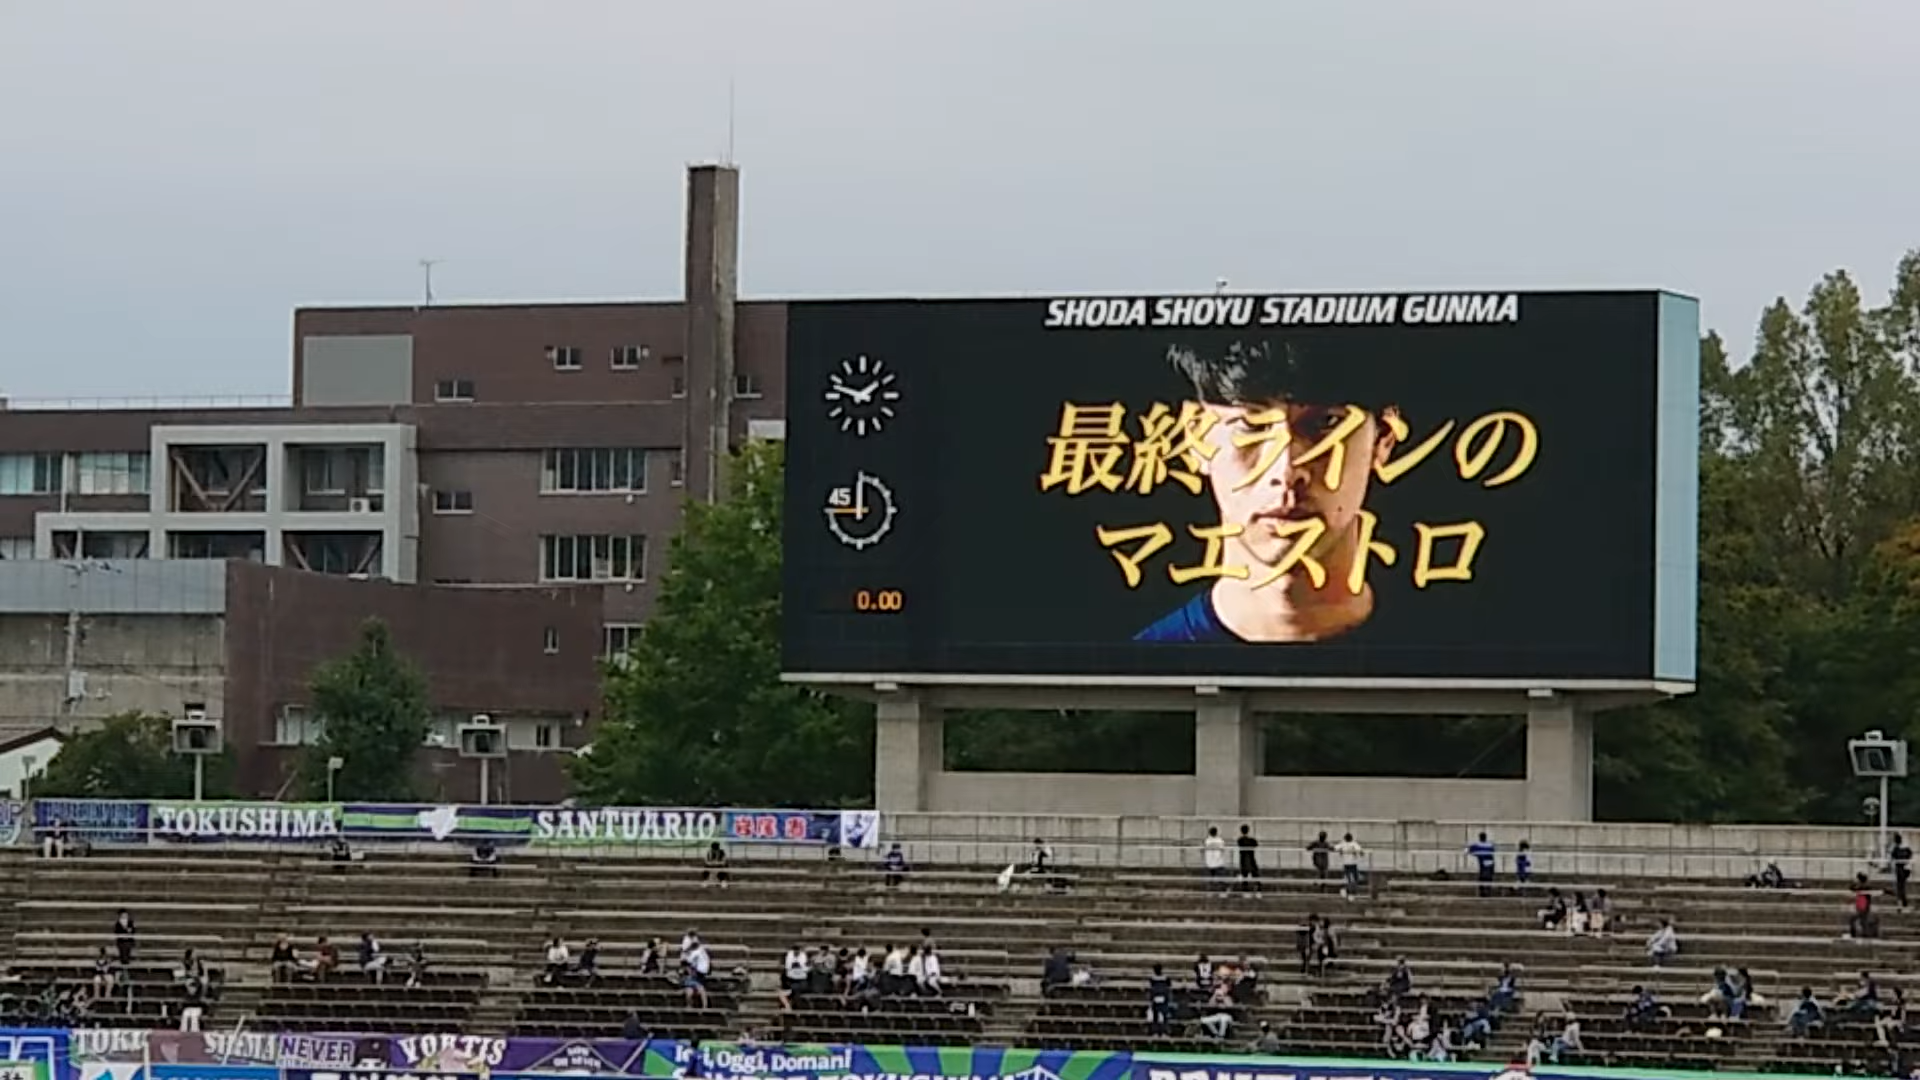 SHODA SHOYU STADIUM GUNMA
最終ラインの
マエストロ
45
0.00
TOKUSHIMA
SANTUARIO
NEVER
VORTIS
Oggi, Domani